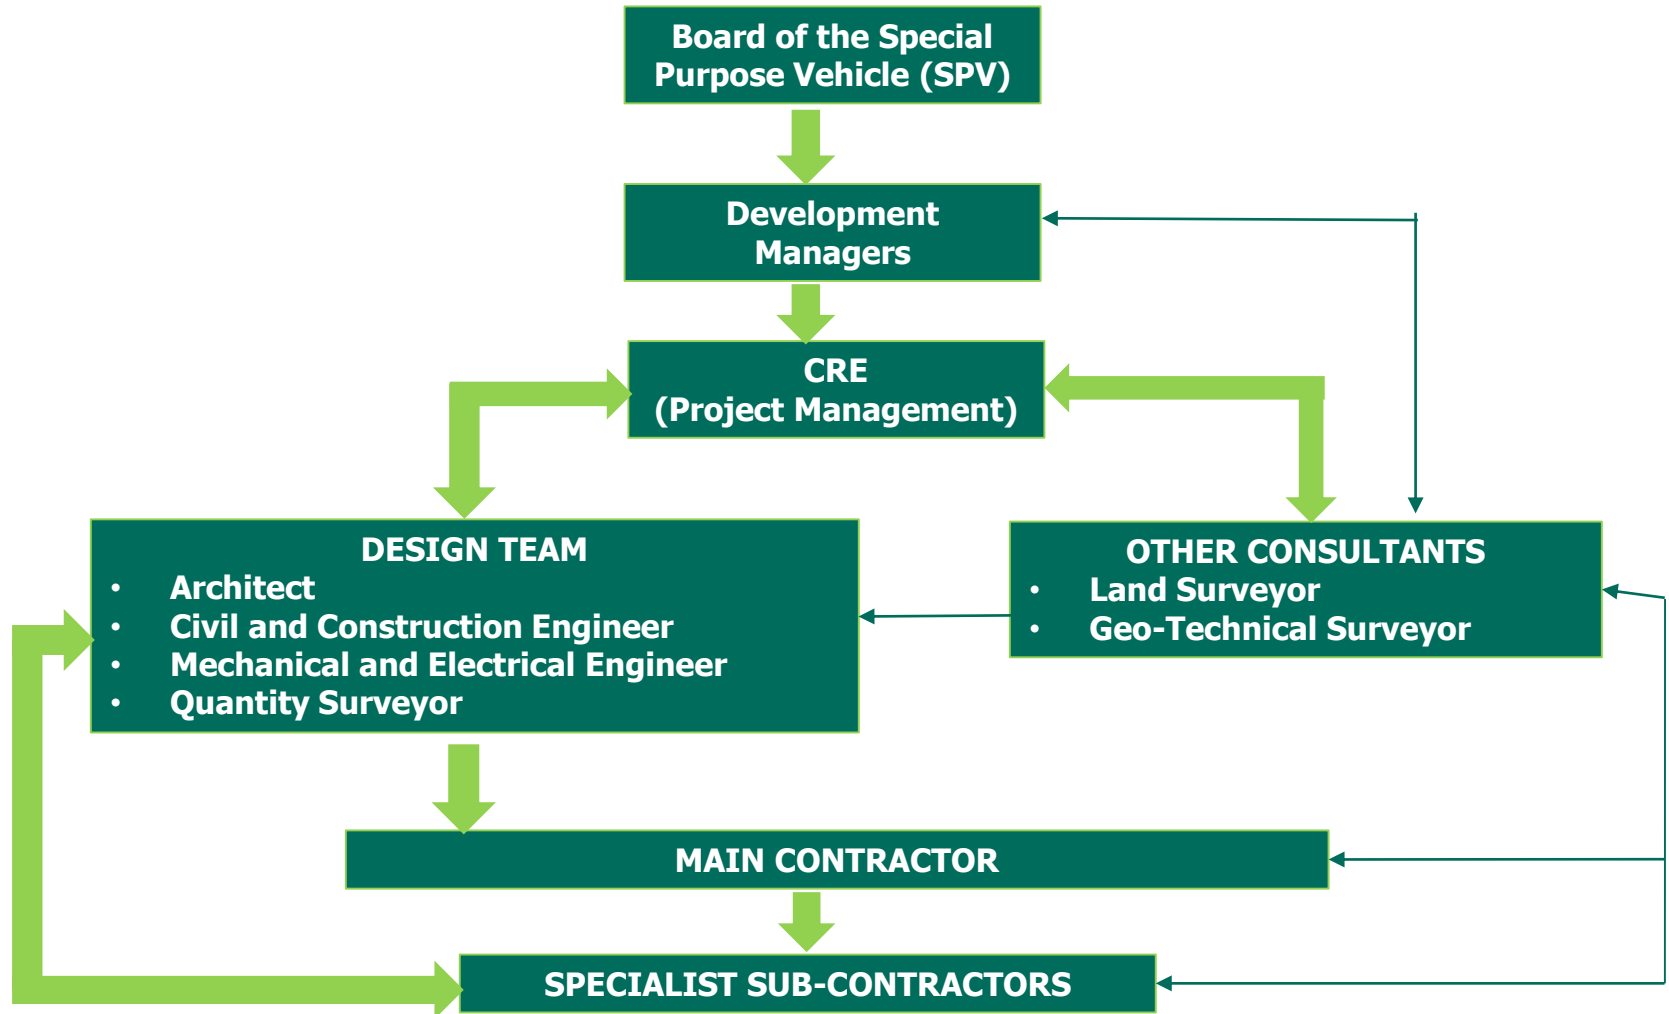 Board of the Special
Purpose Vehicle (SPV)
Development
Managers
CRE
(Project Management)
DESIGN TEAM
• Architect
• Civil and Construction Engineer
• Mechanical and Electrical Engineer
• Quantity Surveyor
OTHER CONSULTANTS
• Land Surveyor
• Geo-Technical Surveyor
MAIN CONTRACTOR
SPECIALIST SUB-CONTRACTORS